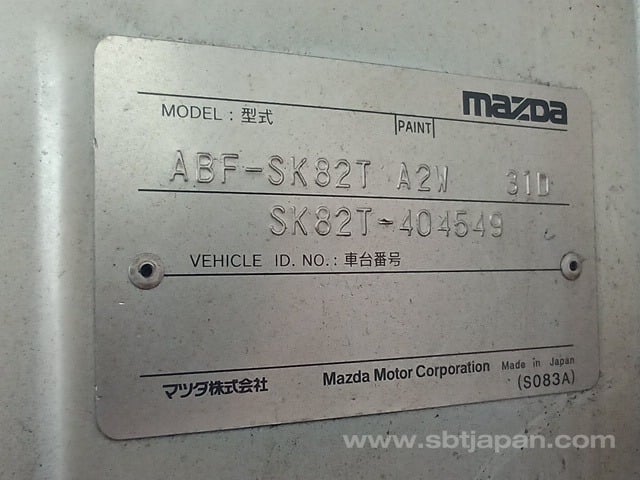 mazda
MODEL : 型式 PAINT
ABF-SK82T A2W 31D
SK82T-404549
VEHICLE ID. NO. : 車台番号
マツダ株式会社 Mazda Motor Corporation Made in Japan
(S083A)
www.sbtjapan.com